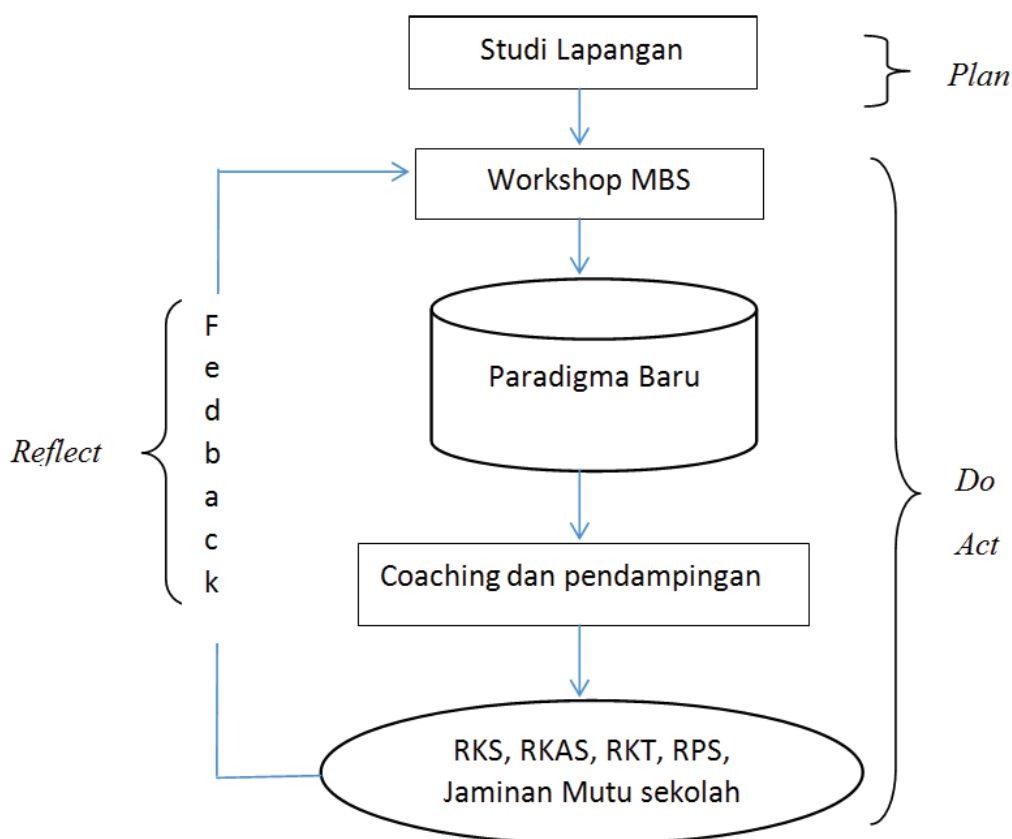 Studi Lapangan
Plan
Workshop MBS
F
e
d
b
a
c
k
Reflect
Paradigma Baru
Do
Act
Coaching dan pendampingan
RKS, RKAS, RKT, RPS,
Jaminan Mutu sekolah